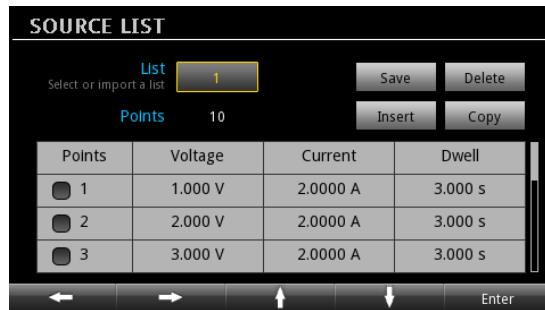 SOURCE LIST
List 1 Save Delete
Select or import a list
Points 10 Insert Copy
Points Voltage Current Dwell
1 1.000 V 2.0000 A 3.000 s
2 2.000 V 2.0000 A 3.000 s
3 3.000 V 2.0000 A 3.000 s
Enter